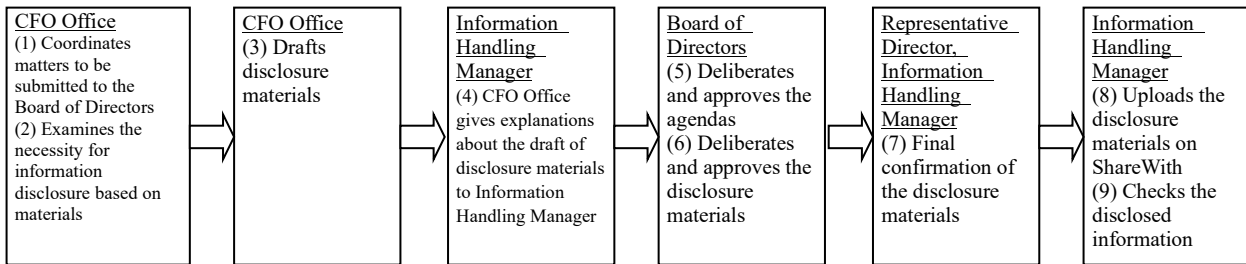 CFO Office
(1) Coordinates
matters to be
submitted to the
Board of Directors
(2) Examines the
necessity for
information
disclosure based on
materials
CFO Office
(3) Drafts
disclosure
materials
Information
Handling
Manager
(4) CFO Office
gives explanations
about the draft of
disclosure materials
to Information
Handling Manager
Board of
Directors
(5) Deliberates
and approves the
agendas
(6) Deliberates
and approves the
disclosure
materials
Representative
Director,
Information
Handling
Manager
(7) Final
confirmation of
the disclosure
materials
Information
Handling
Manager
(8) Uploads the
disclosure
materials on
ShareWith
(9) Checks the
disclosed
information